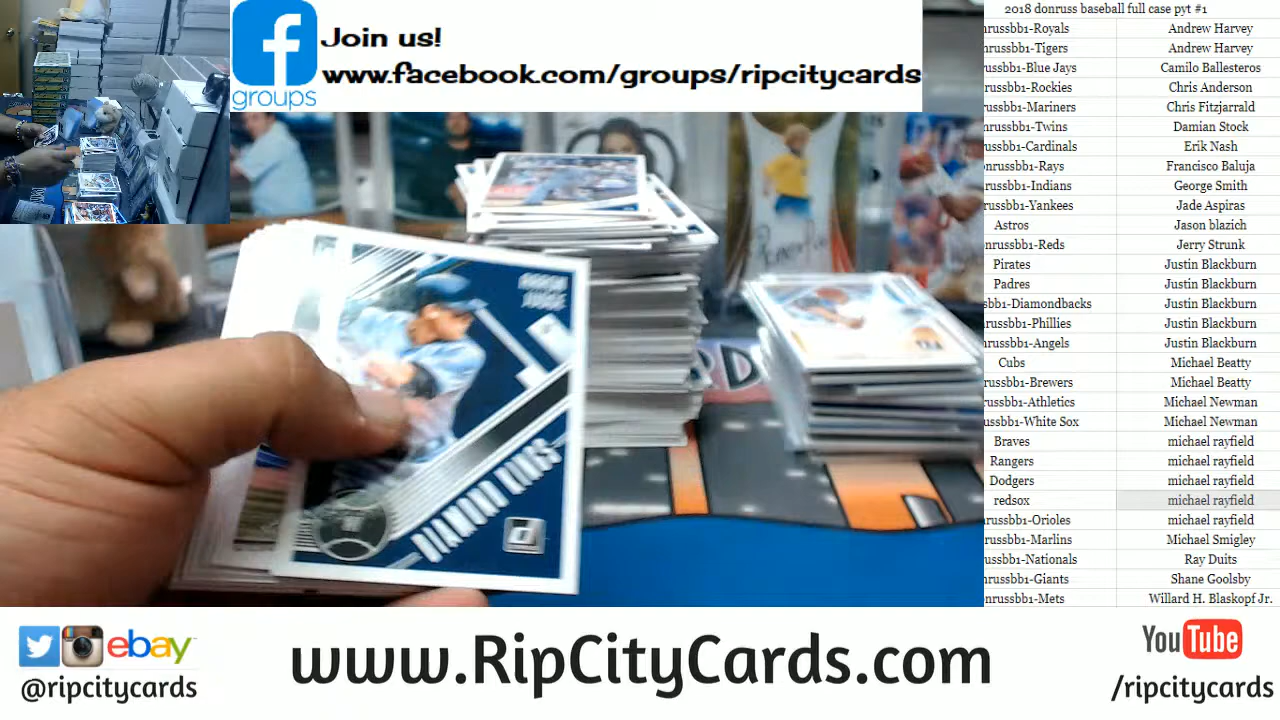 Join us!
www.facebook.com/groups/ripcitycards
groups
2018 donruss baseball full case pyt #1
nrussbb1-Royals Andrew Harvey
nrussbb1-Tigers Andrew Harvey
russbb1-Blue Jays Camilo Ballesteros
russbb1-Rockies Chris Anderson
russbb1-Mariners Chris Fitzjarrald
nrussbb1-Twins Damian Stock
russbb1-Cardinals Erik Nash
onrussbb1-Rays Francisco Baluja
russbb1-Indians George Smith
russbb1-Yankees Jade Aspiras
Astros Jason blazich
onrussbb1-Reds Jerry Strunk
Pirates Justin Blackburn
Padres Justin Blackburn
sbb1-Diamondbacks Justin Blackburn
russbb1-Phillies Justin Blackburn
nrussbb1-Angels Justin Blackburn
Cubs Michael Beatty
russbb1-Brewers Michael Beatty
russbb1-Athletics Michael Newman
ussbb1-White Sox Michael Newman
Braves michael rayfield
Rangers michael rayfield
Dodgers michael rayfield
redsox michael rayfield
russbb1-Orioles michael rayfield
russbb1-Marlins Michael Smigley
ussbb1-Nationals Ray Duits
russbb1-Giants Shane Goolsby
onrussbb1-Mets Willard H. Blaskopf Jr.
JUDGE
DIAMOND KINGS
ebay
@ripcitycards
www.RipCityCards.com
YouTube
/ripcitycards